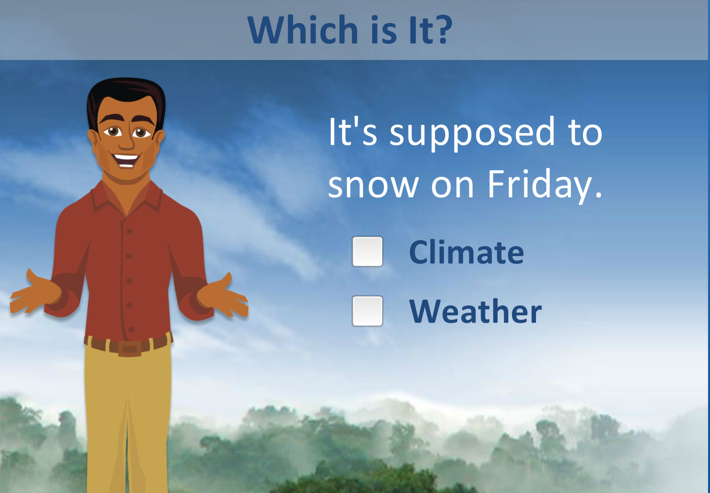 Which is It?
It's supposed to
snow on Friday.
Climate
Weather